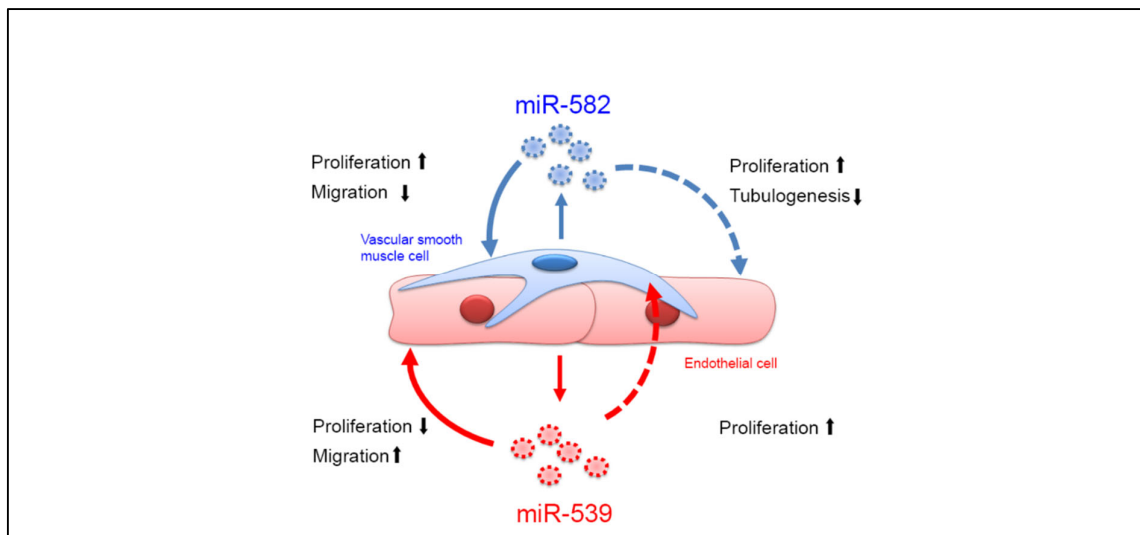 miR-582
Proliferation ⬆
Migration ⬇
Proliferation ⬆
Tubulogenesis⬇
Vascular smooth
muscle cell
Endothelial cell
Proliferation ⬇
Migration ⬆
Proliferation ⬆
miR-539